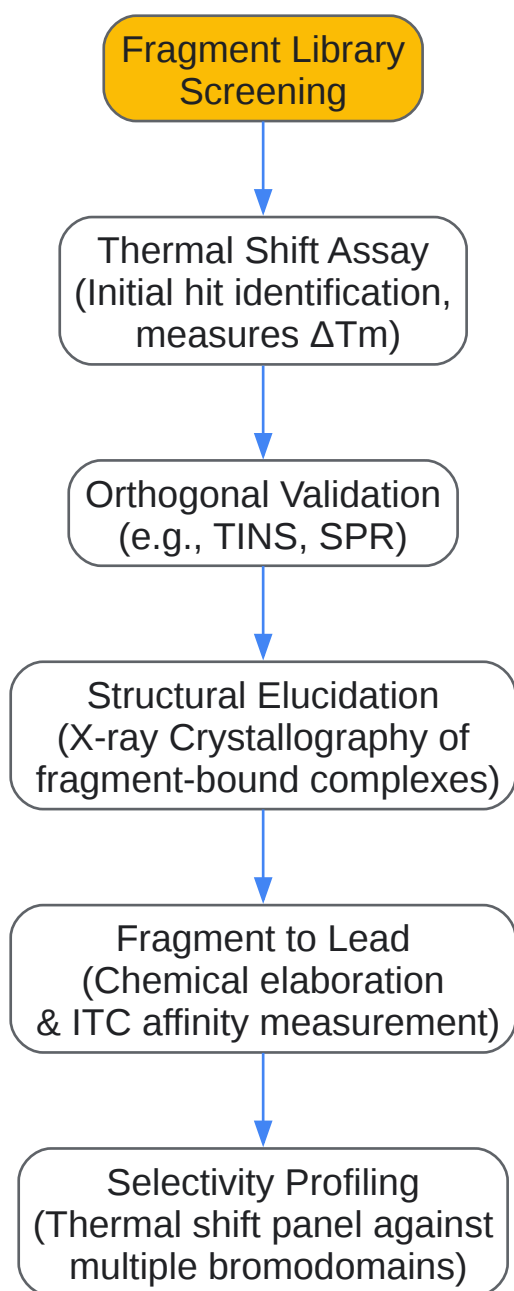 Fragment Library
Screening
Thermal Shift Assay
(Initial hit identification,
measures ΔTm)
Orthogonal Validation
(e.g., TINS, SPR)
Structural Elucidation
(X-ray Crystallography of
fragment-bound complexes)
Fragment to Lead
(Chemical elaboration
& ITC affinity measurement)
Selectivity Profiling
(Thermal shift panel against
multiple bromodomains)